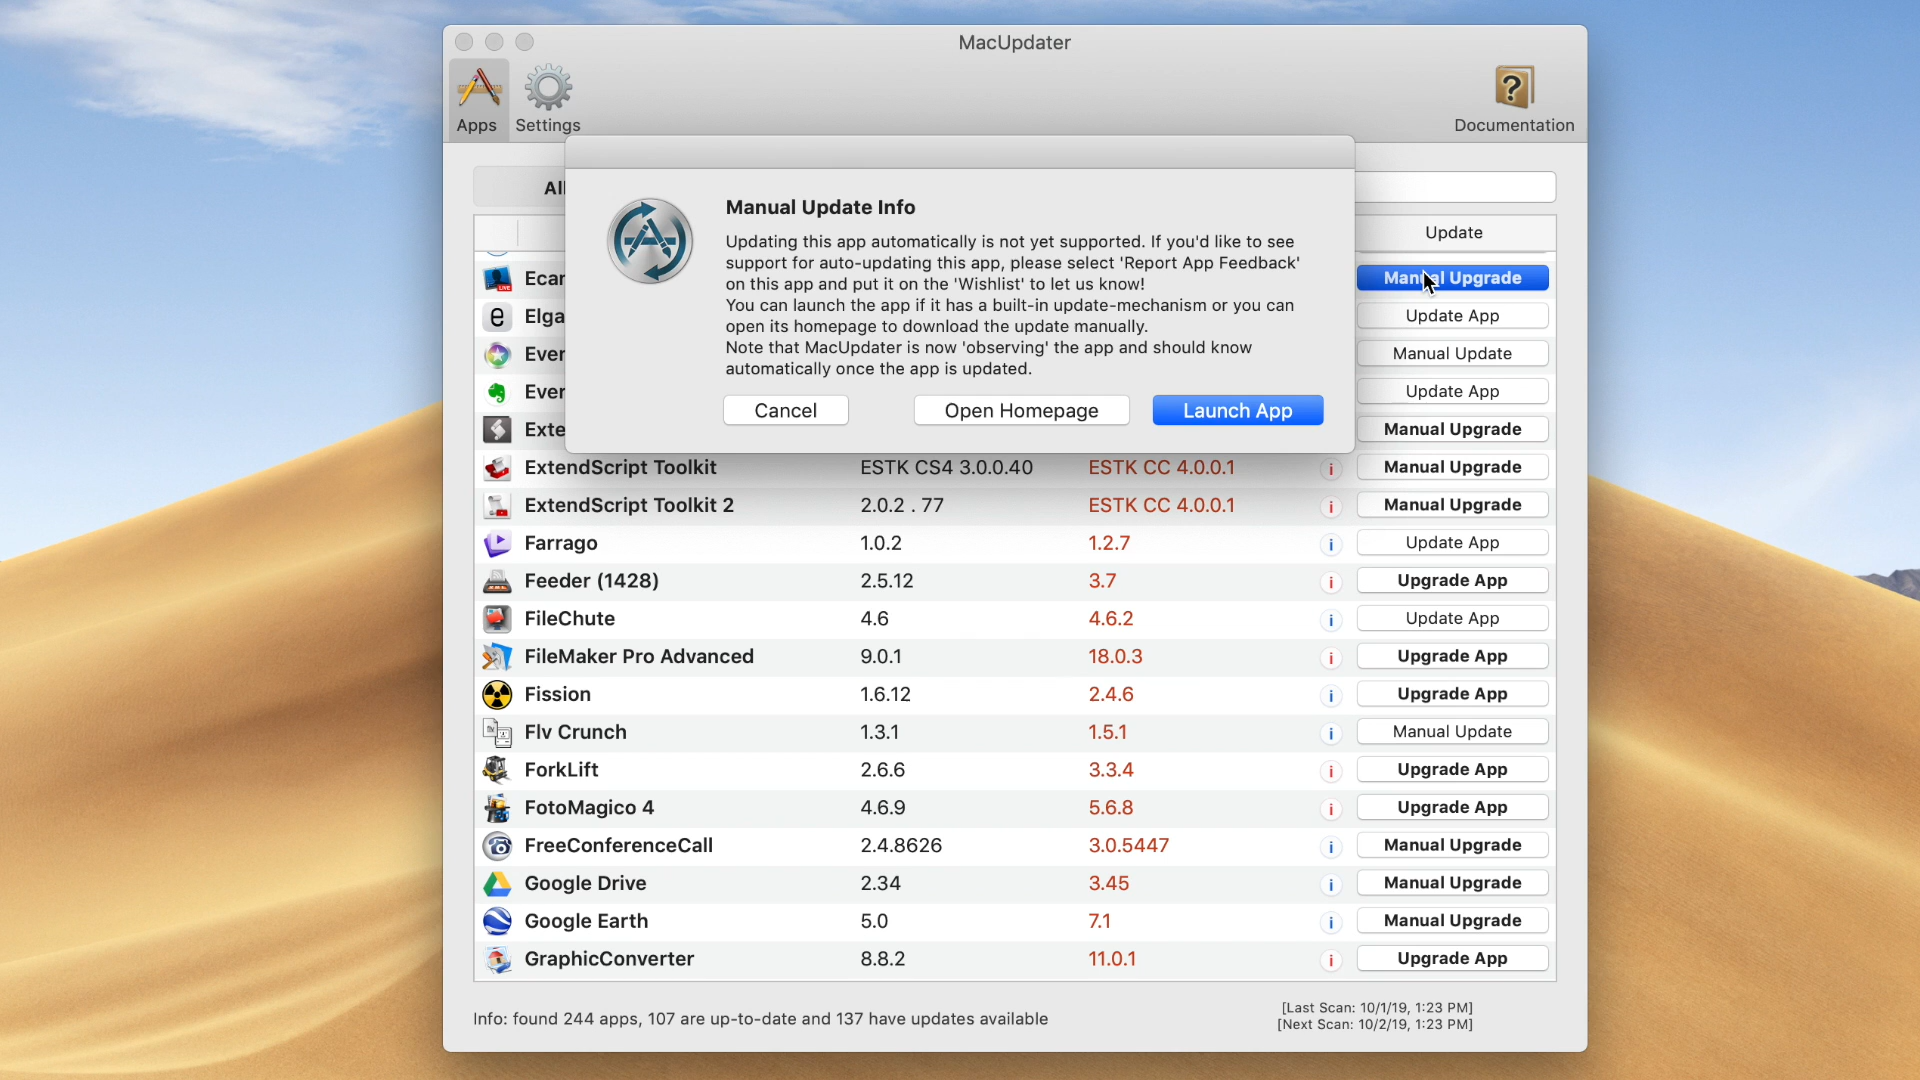 MacUpdater
Apps
Settings
Documentation
All
Manual Update Info
Updating this app automatically is not yet supported. If you'd like to see
support for auto-updating this app, please select 'Report App Feedback'
on this app and put it on the 'Wishlist' to let us know!
You can launch the app if it has a built-in update-mechanism or you can
open its homepage to download the update manually.
Note that MacUpdater is now 'observing' the app and should know
automatically once the app is updated.
Cancel
Open Homepage
Launch App
Update
Ecar
Manual Upgrade
Elga
Update App
Ever
Manual Update
Ever
Update App
Exte
Manual Upgrade
ExtendScript Toolkit ESTK CS4 3.0.0.40 ESTK CC 4.0.0.1 i Manual Upgrade
ExtendScript Toolkit 2 2.0.2 . 77 ESTK CC 4.0.0.1 i Manual Upgrade
Farrago 1.0.2 1.2.7 i Update App
Feeder (1428) 2.5.12 3.7 i Upgrade App
FileChute 4.6 4.6.2 i Update App
FileMaker Pro Advanced 9.0.1 18.0.3 i Upgrade App
Fission 1.6.12 2.4.6 i Upgrade App
Flv Crunch 1.3.1 1.5.1 i Manual Update
ForkLift 2.6.6 3.3.4 i Upgrade App
FotoMagico 4 4.6.9 5.6.8 i Upgrade App
FreeConferenceCall 2.4.8626 3.0.5447 i Manual Upgrade
Google Drive 2.34 3.45 i Manual Upgrade
Google Earth 5.0 7.1 i Manual Upgrade
GraphicConverter 8.8.2 11.0.1 i Upgrade App
Info: found 244 apps, 107 are up-to-date and 137 have updates available
[Last Scan: 10/1/19, 1:23 PM]
[Next Scan: 10/2/19, 1:23 PM]